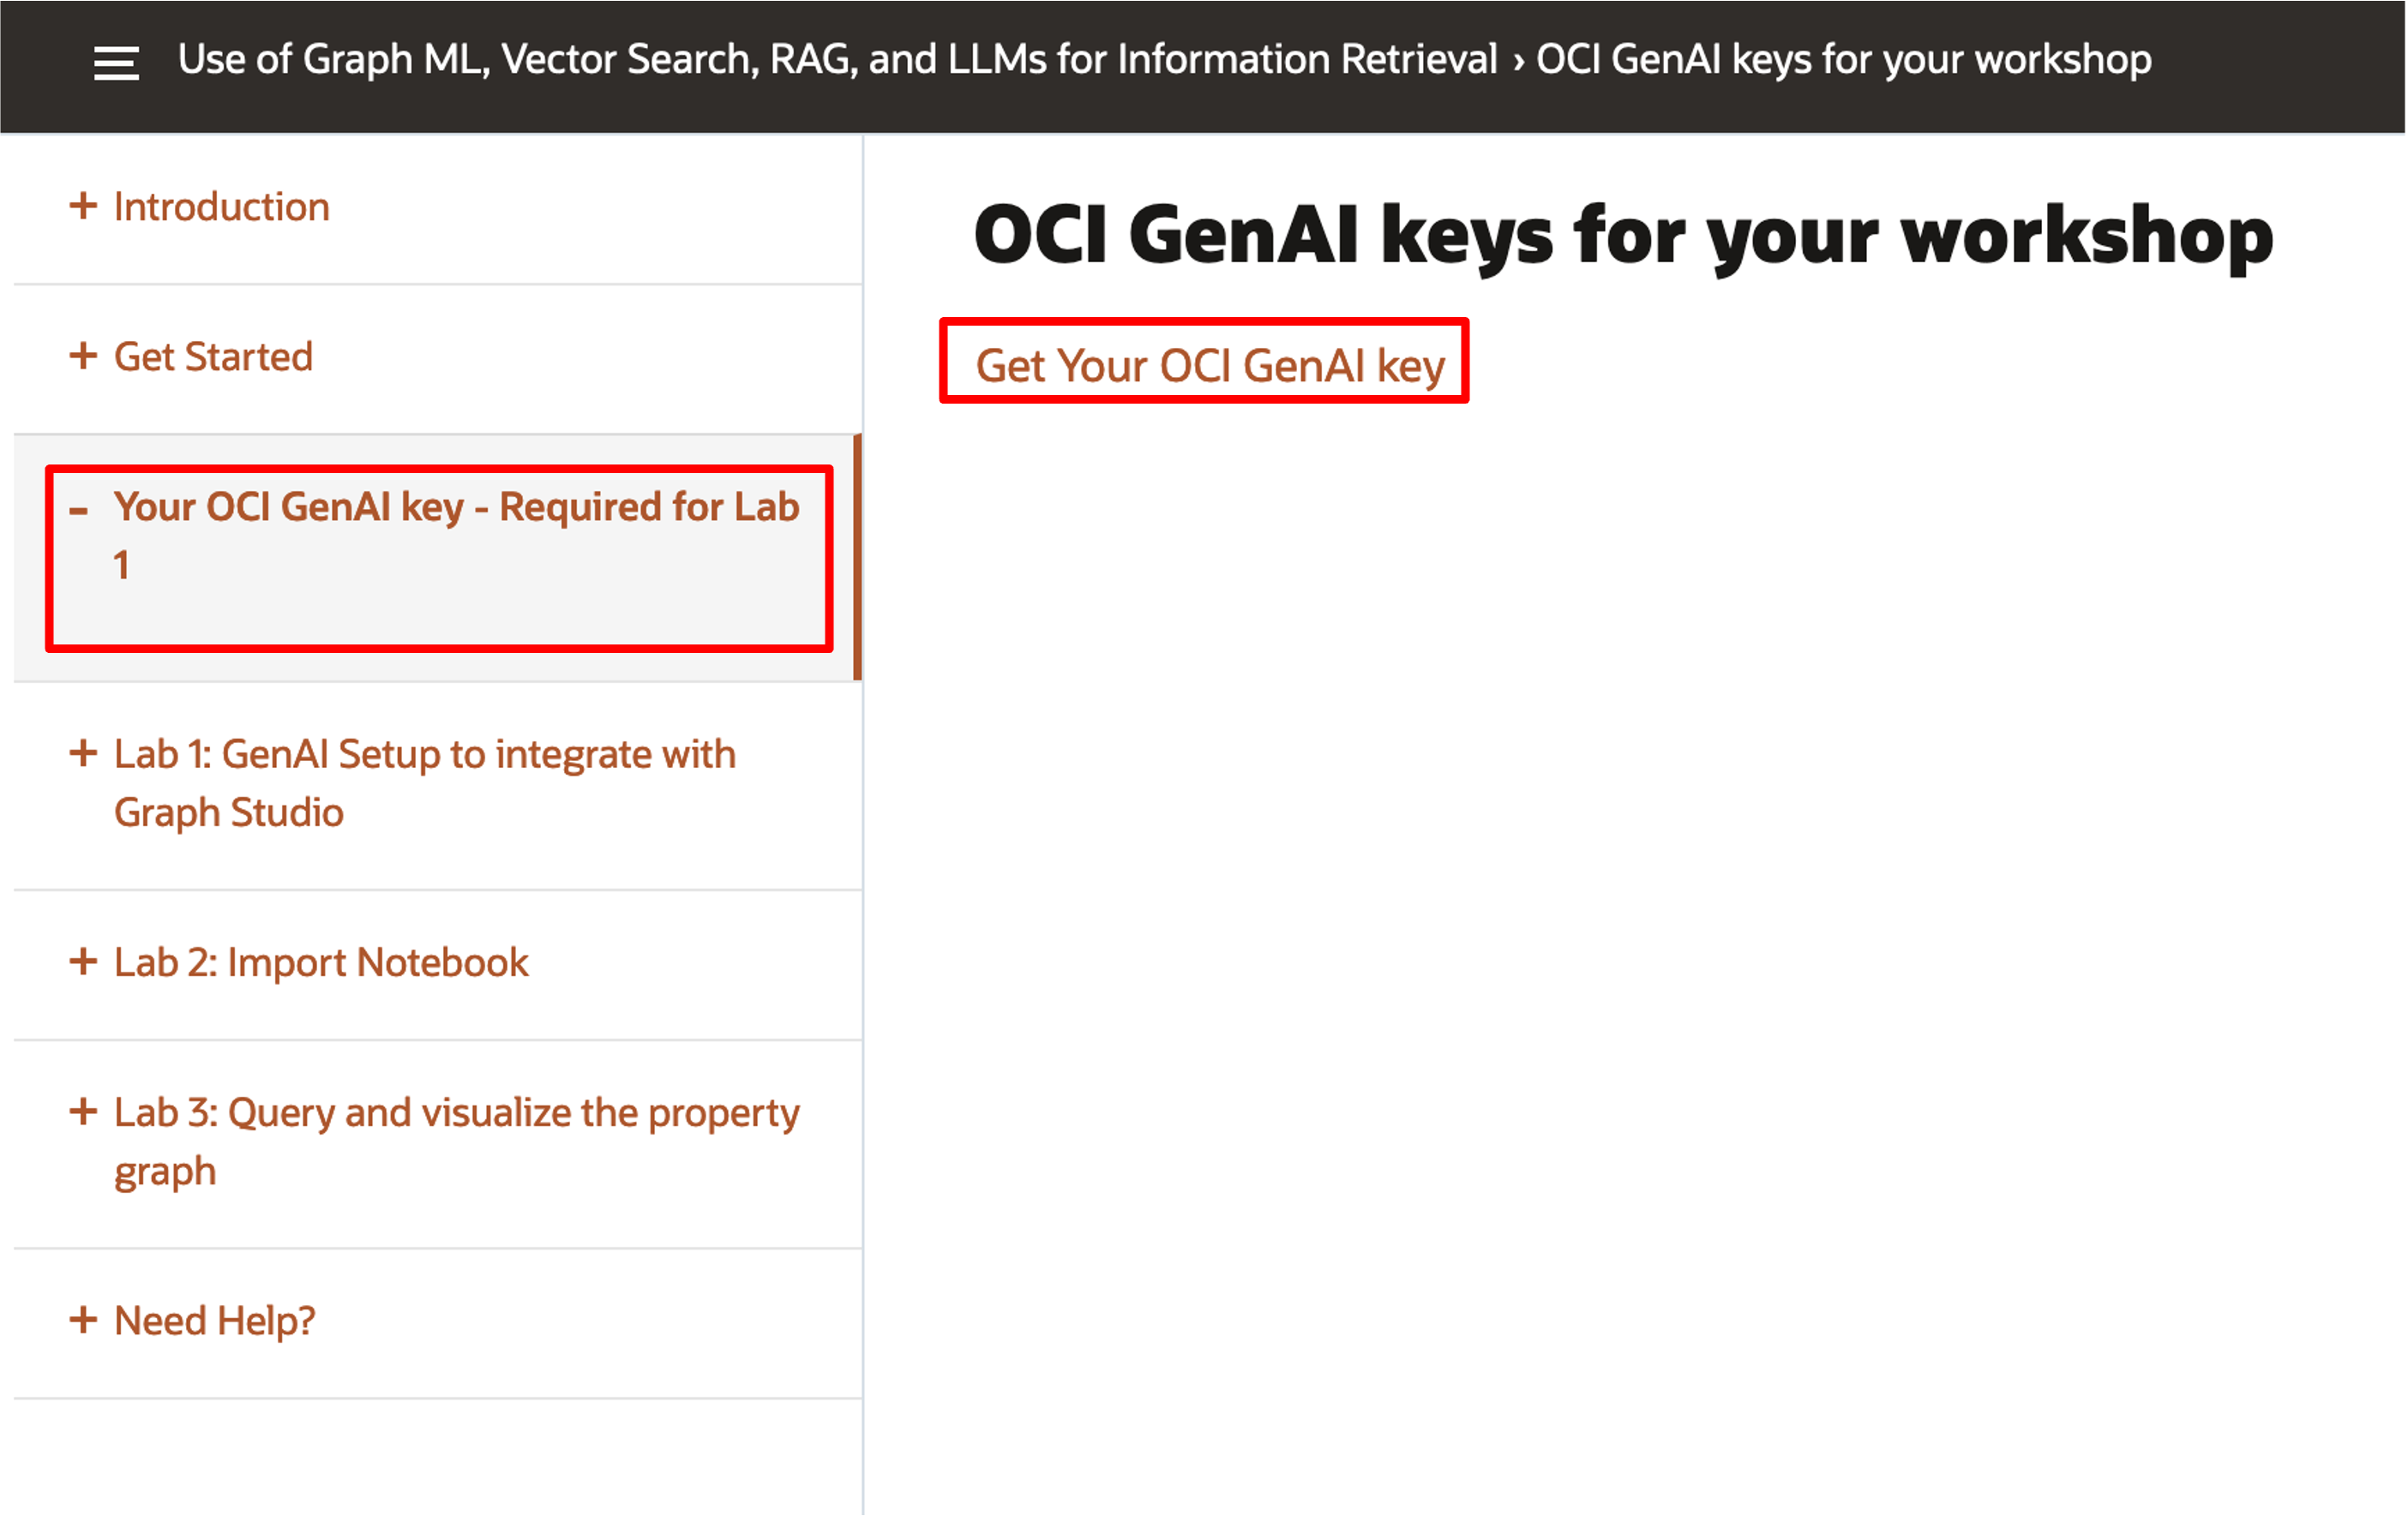 Use of Graph ML, Vector Search, RAG, and LLMs for Information Retrieval › OCI GenAI keys for your workshop
+ Introduction
+ Get Started
- Your OCI GenAI key - Required for Lab
1
+ Lab 1: GenAI Setup to integrate with
Graph Studio
+ Lab 2: Import Notebook
+ Lab 3: Query and visualize the property
graph
+ Need Help?
OCI GenAI keys for your workshop
Get Your OCI GenAI key